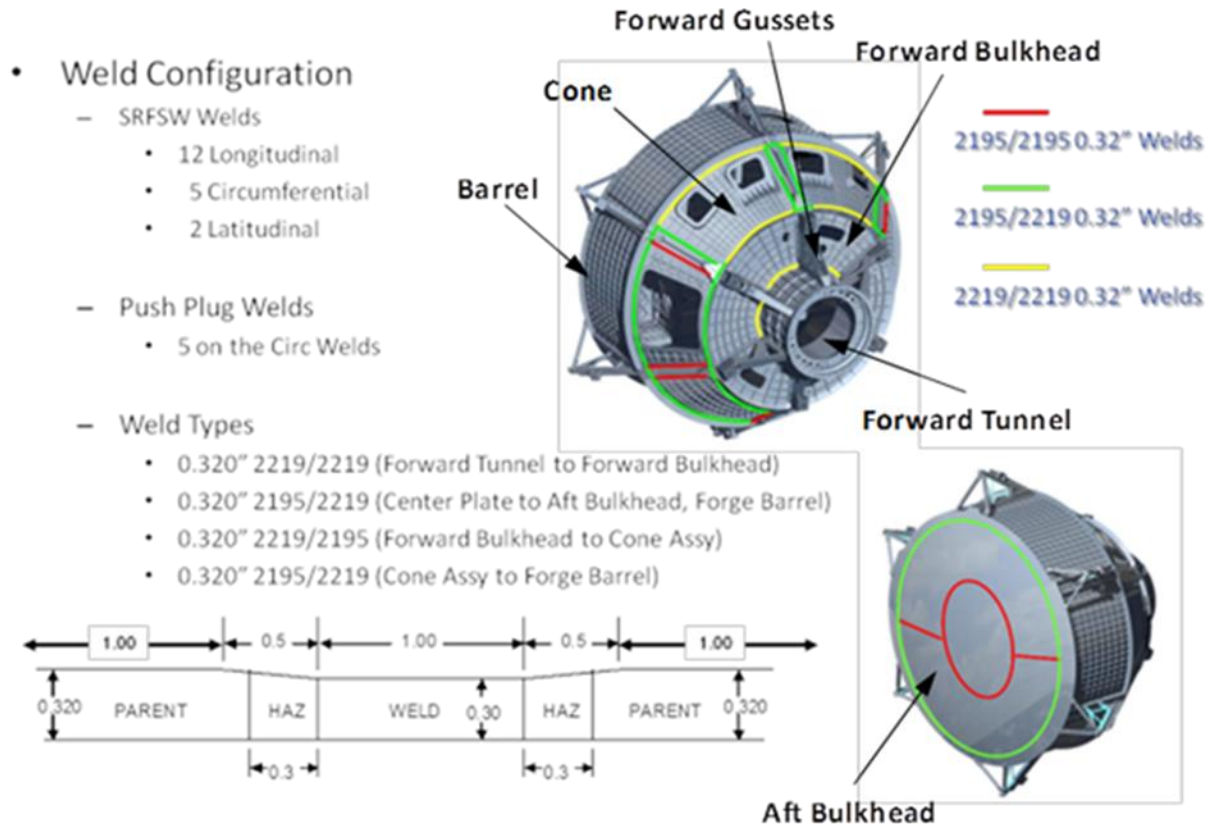 Weld Configuration
SRFSW Welds
12 Longitudinal
5 Circumferential
2 Latitudinal
Push Plug Welds
5 on the Circ Welds
Weld Types
0.320" 2219/2219 (Forward Tunnel to Forward Bulkhead)
0.320" 2195/2219 (Center Plate to Aft Bulkhead, Forge Barrel)
0.320" 2219/2195 (Forward Bulkhead to Cone Assy)
0.320" 2195/2219 (Cone Assy to Forge Barrel)
Forward Gussets
Forward Bulkhead
Cone
Barrel
Forward Tunnel
2195/2195 0.32" Welds
2195/2219 0.32" Welds
2219/2219 0.32" Welds
Aft Bulkhead
1.00 0.5 1.00 0.5 1.00
0.320 PARENT HAZ WELD 0.30 HAZ PARENT 0.320
0.3 0.3